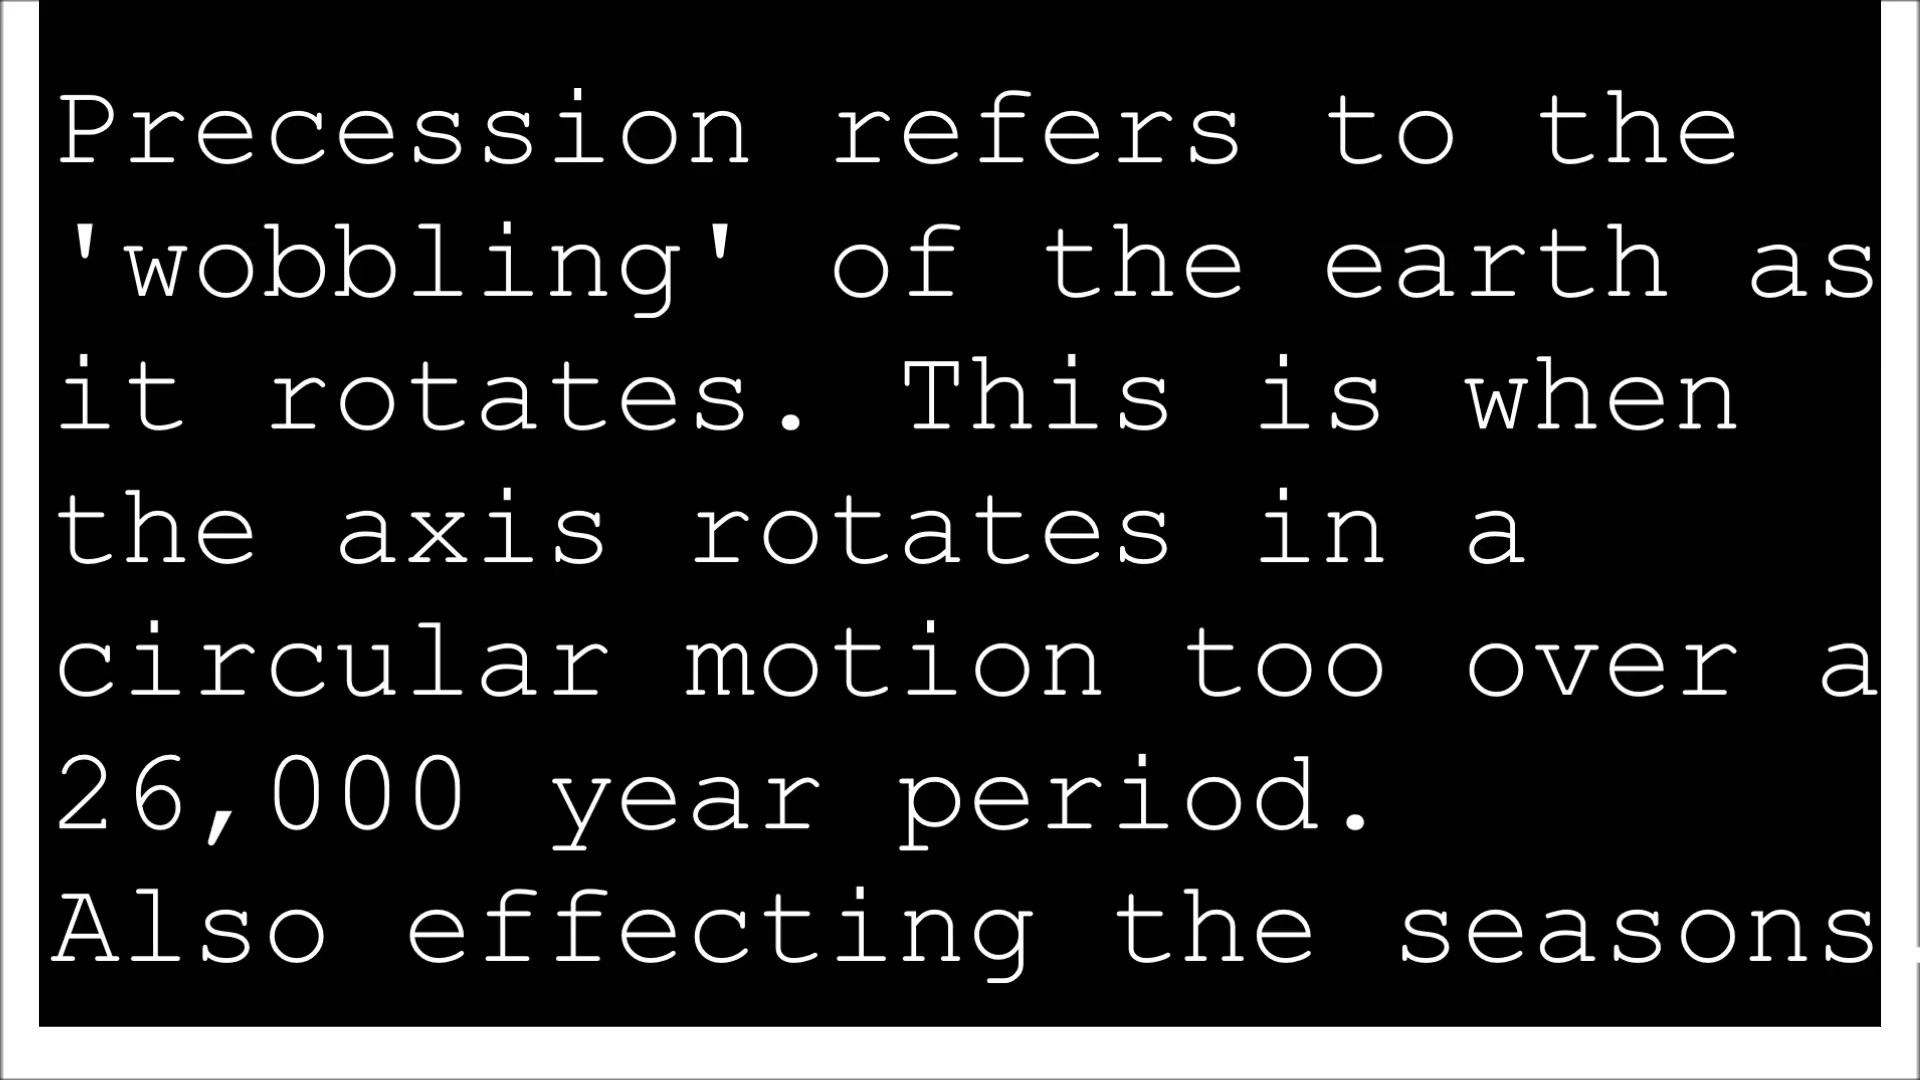 Precession refers to the
'wobbling' of the earth as
it rotates. This is when
the axis rotates in a
circular motion too over a
26,000 year period.
Also effecting the seasons